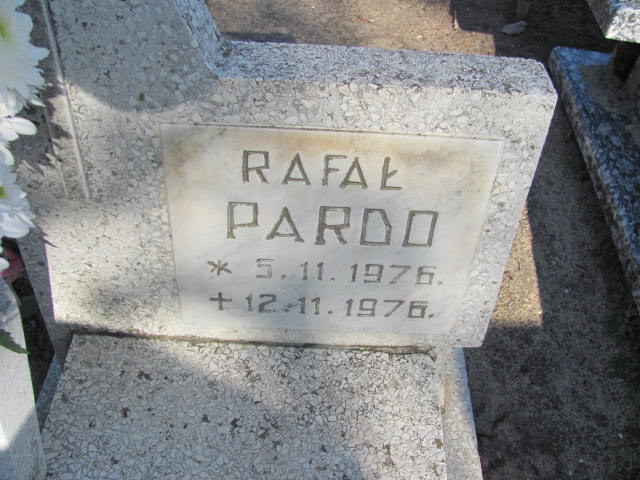 RAFAŁ
PARDO
* 5.11.1976.
+ 12.11.1976.